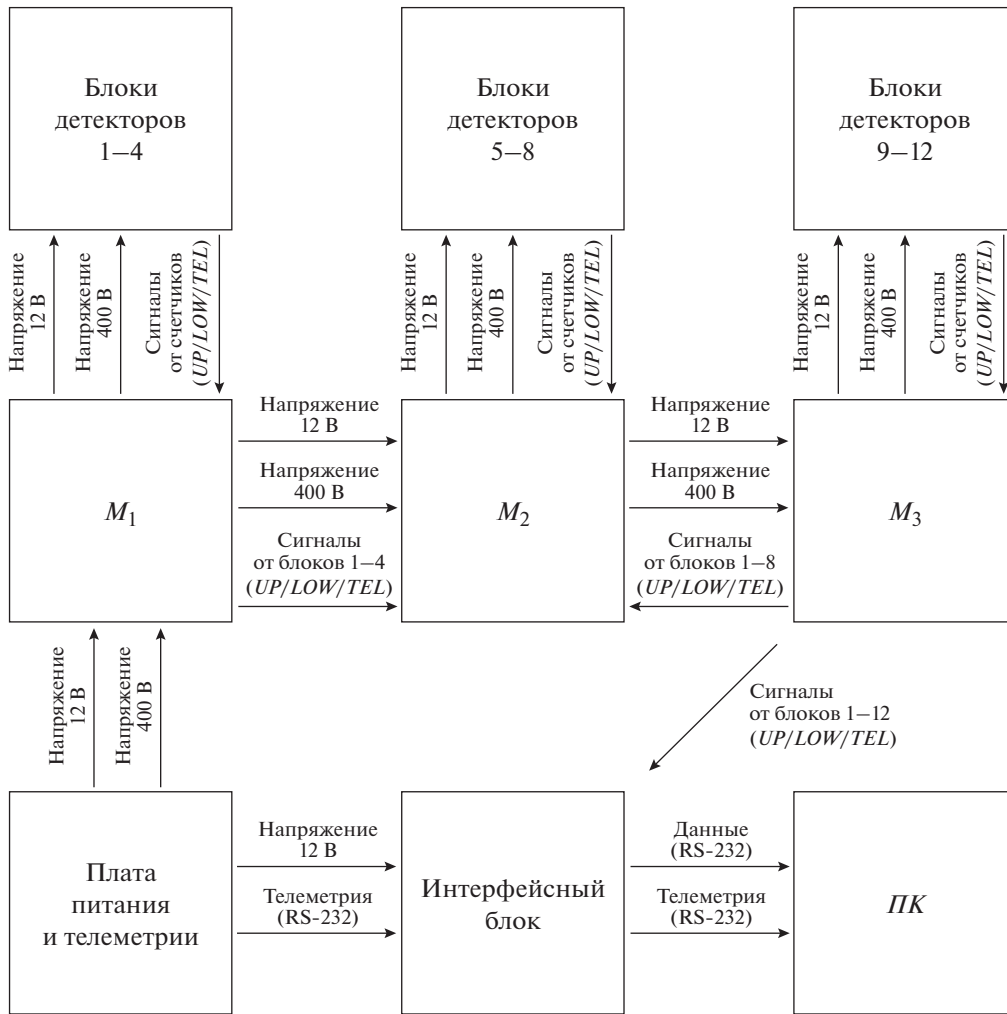 Блоки
детекторов
1–4
Блоки
детекторов
5–8
Блоки
детекторов
9–12
Напряжение
12 В
Напряжение
400 В
Сигналы
от счетчиков
(UP/LOW/TEL)
Напряжение
12 В
Напряжение
400 В
Сигналы
от счетчиков
(UP/LOW/TEL)
Напряжение
12 В
Напряжение
400 В
Сигналы
от счетчиков
(UP/LOW/TEL)
M1
Напряжение
12 В
Напряжение
400 В
Сигналы
от блоков 1–4
(UP/LOW/TEL)
M2
Напряжение
12 В
Напряжение
400 В
Сигналы
от блоков 1–8
(UP/LOW/TEL)
M3
Напряжение
12 В
Напряжение
400 В
Сигналы
от блоков 1–12
(UP/LOW/TEL)
Плата
питания
и телеметрии
Напряжение
12 В
Телеметрия
(RS-232)
Интерфейсный
блок
Данные
(RS-232)
Телеметрия
(RS-232)
ПК